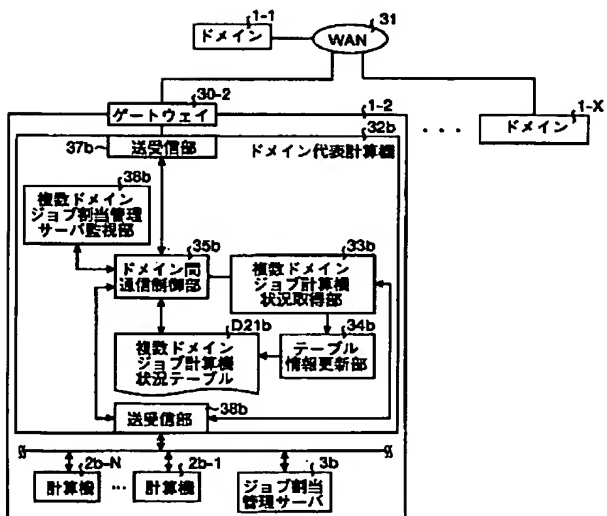 1-1
ドメイン
31
WAN
30-2
ゲートウェイ
1-2
1-X
ドメイン
・・・
37b
送受信部
32b
ドメイン代表計算機
38b
複数ドメイン
ジョブ割当管理
サーバ監視部
35b
ドメイン間
通信制御部
33b
複数ドメイン
ジョブ計算機
状況取得部
D21b
複数ドメイン
ジョブ計算機
状況テーブル
34b
テーブル
情報更新部
38b
送受信部
2b-N
計算機
・・・
2b-1
計算機
3b
ジョブ割当
管理サーバ